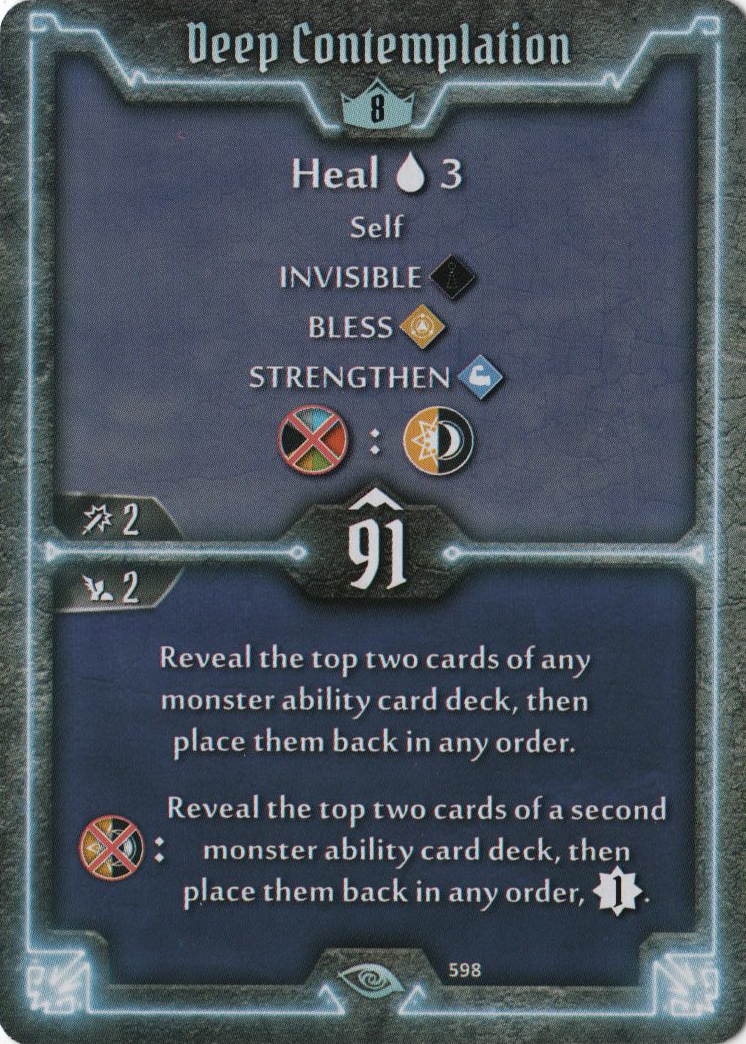 Deep Contemplation
8
Heal 3
Self
INVISIBLE
BLESS
STRENGTHEN
:
2
91
2
Reveal the top two cards of any
monster ability card deck, then
place them back in any order.
Reveal the top two cards of a second
: monster ability card deck, then
place them back in any order, 1.
598